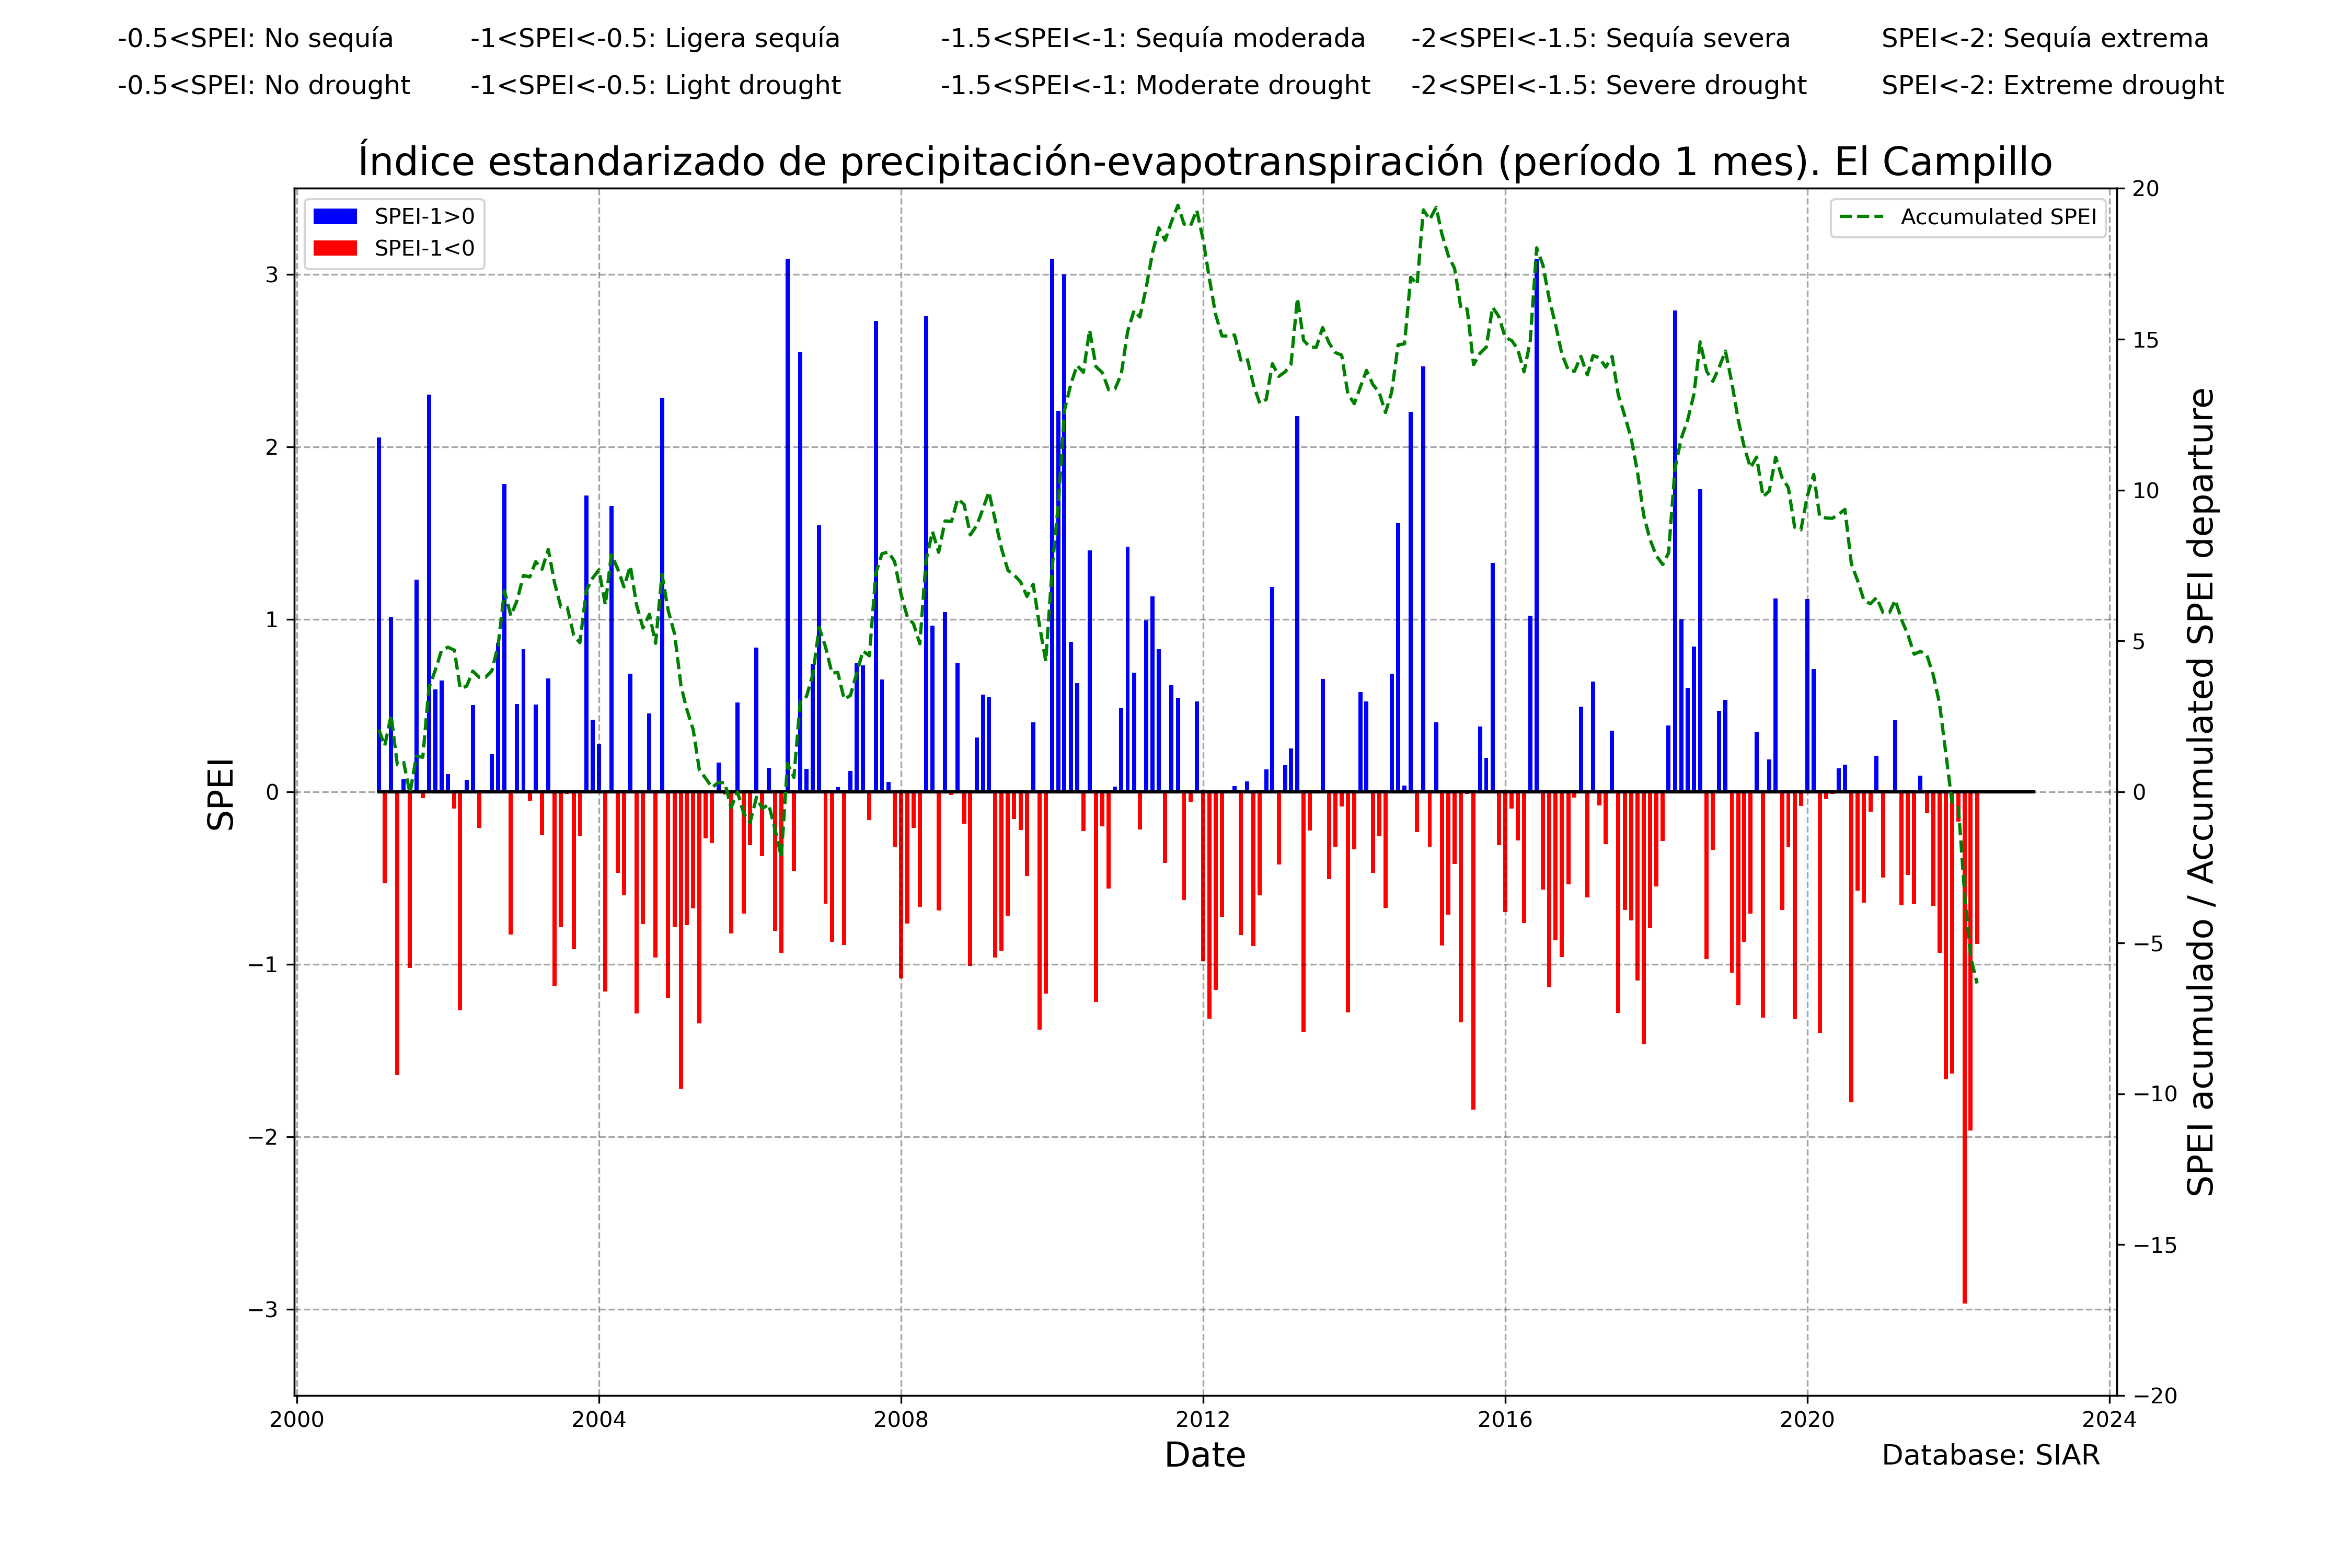 -0.5<SPEI: No sequía -1<SPEI<-0.5: Ligera sequía -1.5<SPEI<-1: Sequía moderada -2<SPEI<-1.5: Sequía severa SPEI<-2: Sequía extrema
-0.5<SPEI: No drought -1<SPEI<-0.5: Light drought -1.5<SPEI<-1: Moderate drought -2<SPEI<-1.5: Severe drought SPEI<-2: Extreme drought
Índice estandarizado de precipitación-evapotranspiración (período 1 mes). El Campillo
SPEI-1>0
SPEI-1<0
Accumulated SPEI
SPEI
3
2
1
0
−1
−2
−3
20
15
10
5
0
−5
−10
−15
−20
SPEI acumulado / Accumulated SPEI departure
2000 2004 2008 2012 2016 2020 2024
Date
Database: SIAR